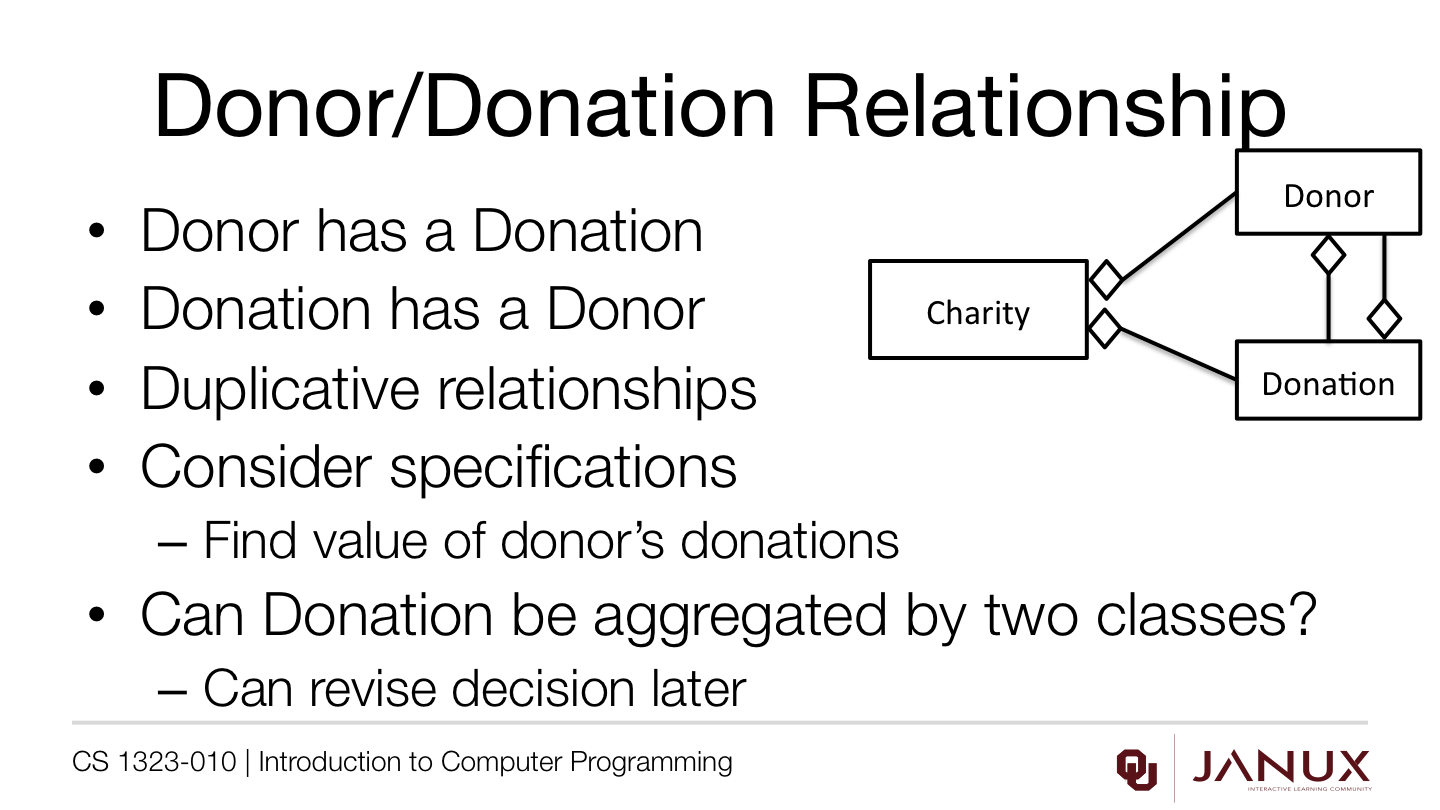 Donor/Donation Relationship
• Donor has a Donation
• Donation has a Donor
• Duplicative relationships
• Consider specifications
– Find value of donor’s donations
• Can Donation be aggregated by two classes?
– Can revise decision later
Donor
Charity
Donation
CS 1323-010 | Introduction to Computer Programming
OU
JANUX
INTERACTIVE LEARNING COMMUNITY